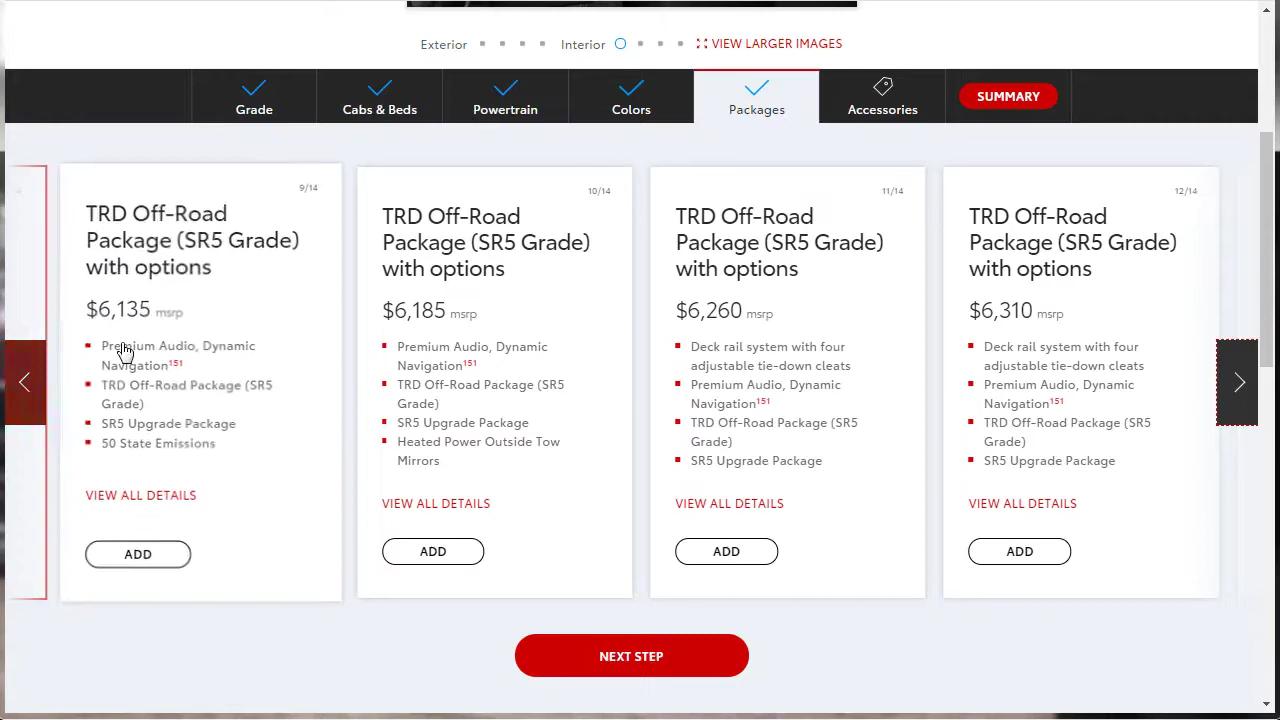 Exterior Interior VIEW LARGER IMAGES
Grade Cabs & Beds Powertrain Colors Packages Accessories SUMMARY
9/14
TRD Off-Road
Package (SR5 Grade)
with options
$6,135 msrp
Premium Audio, Dynamic
Navigation151
TRD Off-Road Package (SR5
Grade)
SR5 Upgrade Package
50 State Emissions
VIEW ALL DETAILS
ADD
10/14
TRD Off-Road
Package (SR5 Grade)
with options
$6,185 msrp
Premium Audio, Dynamic
Navigation151
TRD Off-Road Package (SR5
Grade)
SR5 Upgrade Package
Heated Power Outside Tow
Mirrors
VIEW ALL DETAILS
ADD
11/14
TRD Off-Road
Package (SR5 Grade)
with options
$6,260 msrp
Deck rail system with four
adjustable tie-down cleats
Premium Audio, Dynamic
Navigation151
TRD Off-Road Package (SR5
Grade)
SR5 Upgrade Package
VIEW ALL DETAILS
ADD
12/14
TRD Off-Road
Package (SR5 Grade)
with options
$6,310 msrp
Deck rail system with four
adjustable tie-down cleats
Premium Audio, Dynamic
Navigation151
TRD Off-Road Package (SR5
Grade)
SR5 Upgrade Package
VIEW ALL DETAILS
ADD
NEXT STEP